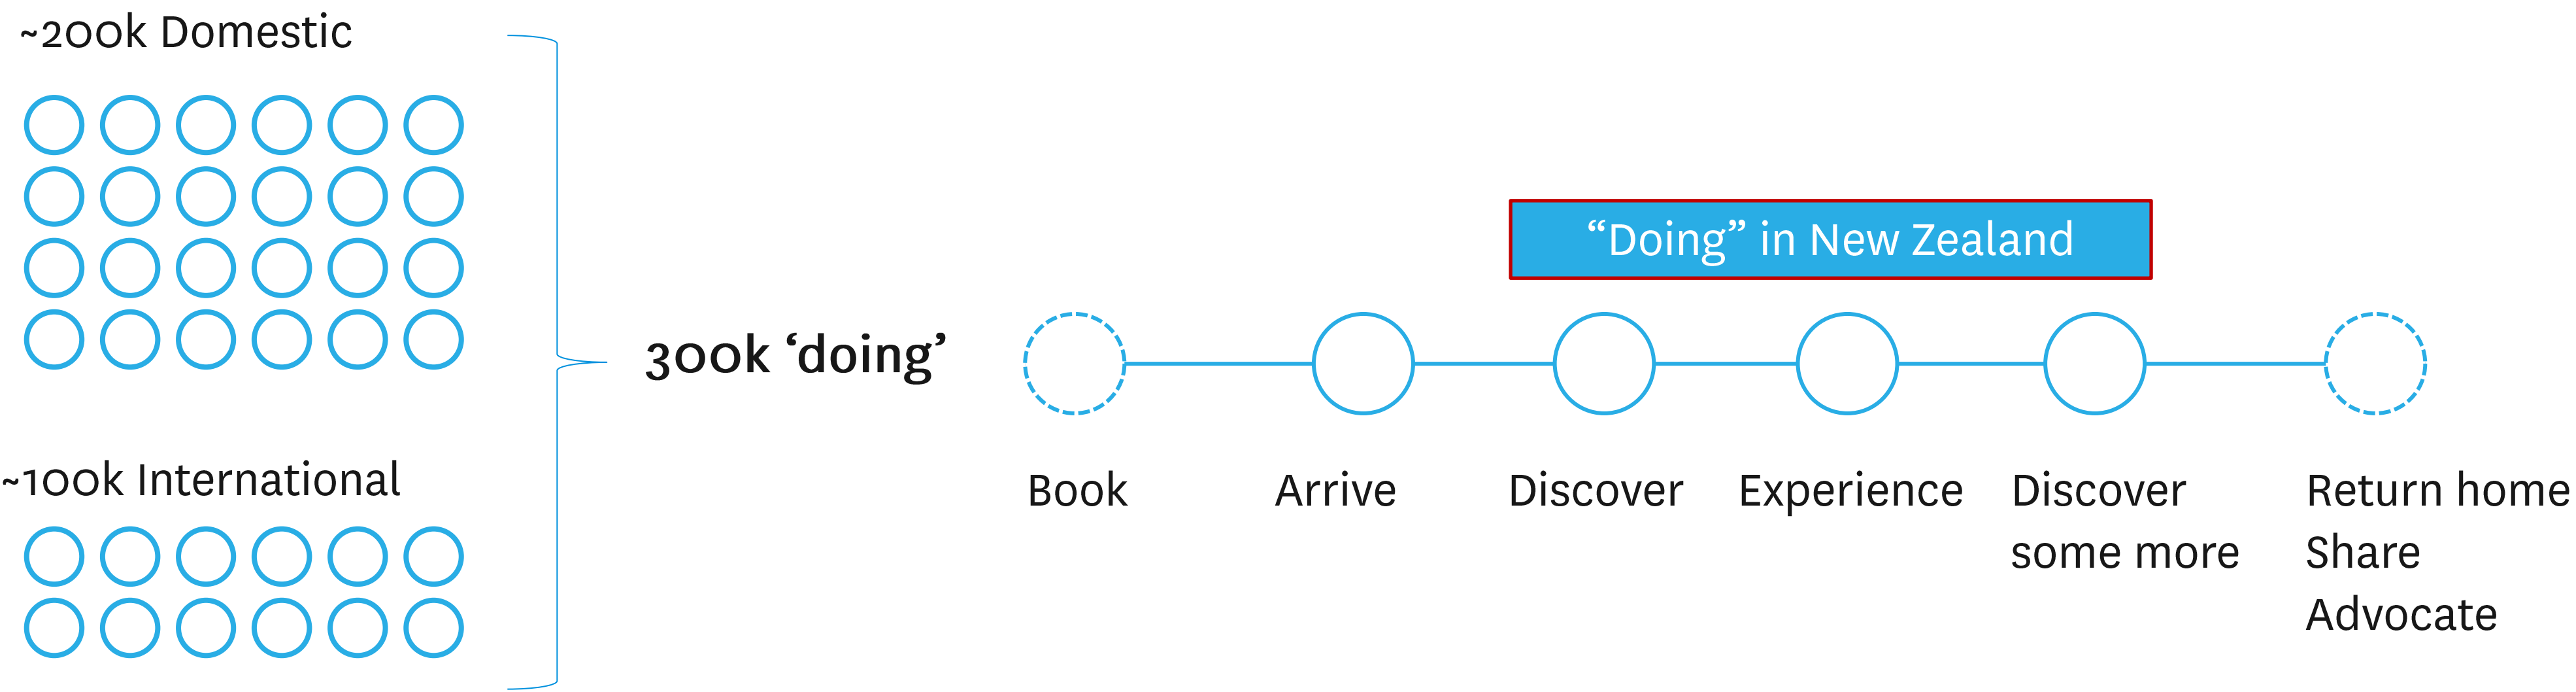 ~200k Domestic
~100k International
300k ‘doing’
“Doing” in New Zealand
Book
Arrive
Discover
Experience
Discover
some more
Return home
Share
Advocate